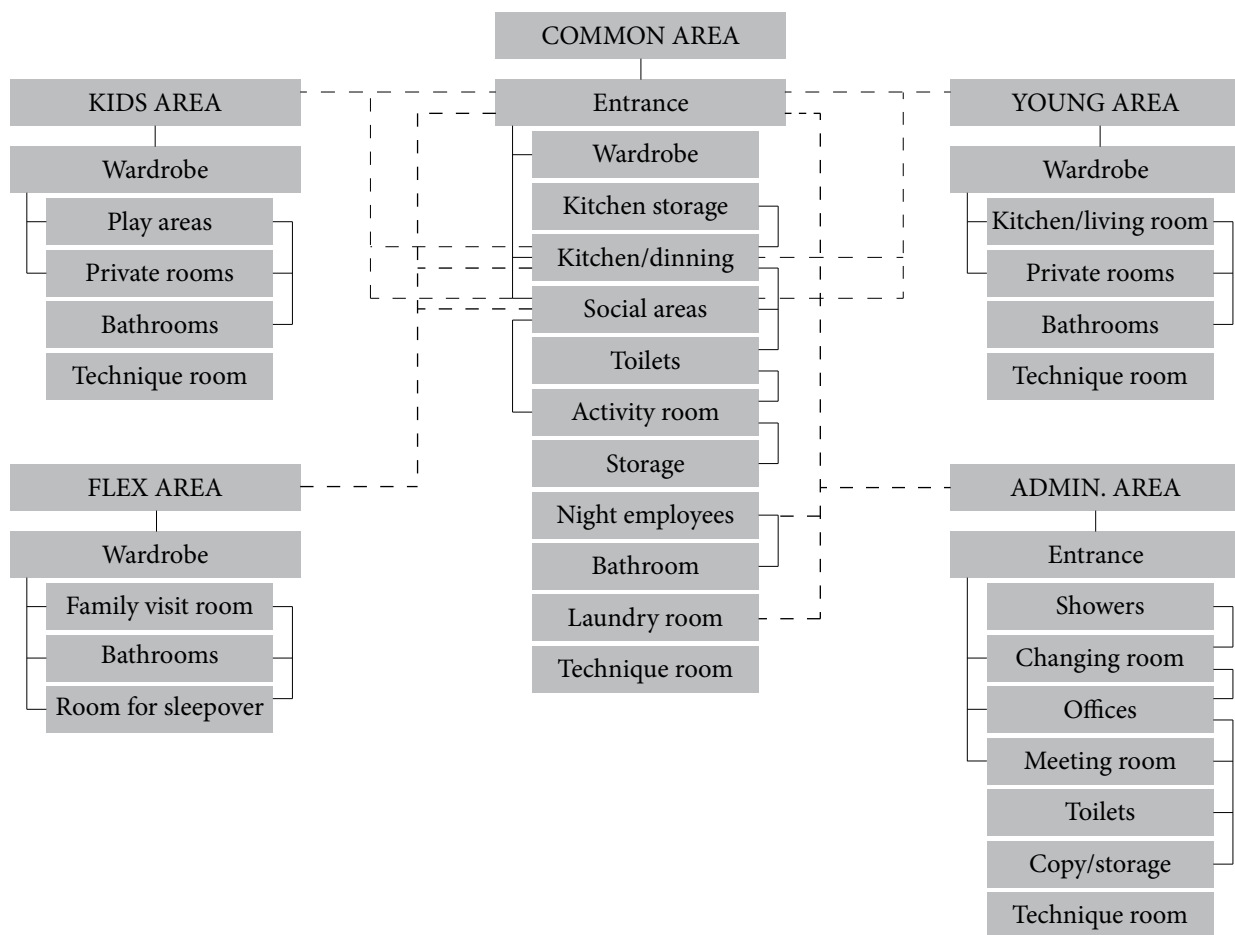 COMMON AREA
Entrance
Wardrobe
Kitchen storage
Kitchen/dinning
Social areas
Toilets
Activity room
Storage
Night employees
Bathroom
Laundry room
Technique room
KIDS AREA
Wardrobe
Play areas
Private rooms
Bathrooms
Technique room
FLEX AREA
Wardrobe
Family visit room
Bathrooms
Room for sleepover
YOUNG AREA
Wardrobe
Kitchen/living room
Private rooms
Bathrooms
Technique room
ADMIN. AREA
Entrance
Showers
Changing room
Offices
Meeting room
Toilets
Copy/storage
Technique room